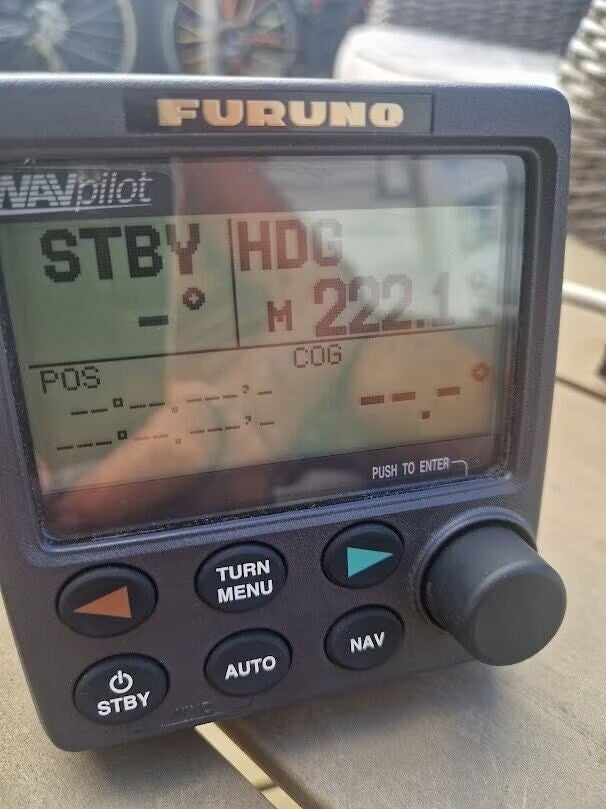 FURUNO
NAVpilot
STBY
HDG
-°
M 222.1°
COG
POS
--°--.---'-
--°--.---'-
---.-°
PUSH TO ENTER
TURN
MENU
STBY
AUTO
NAV